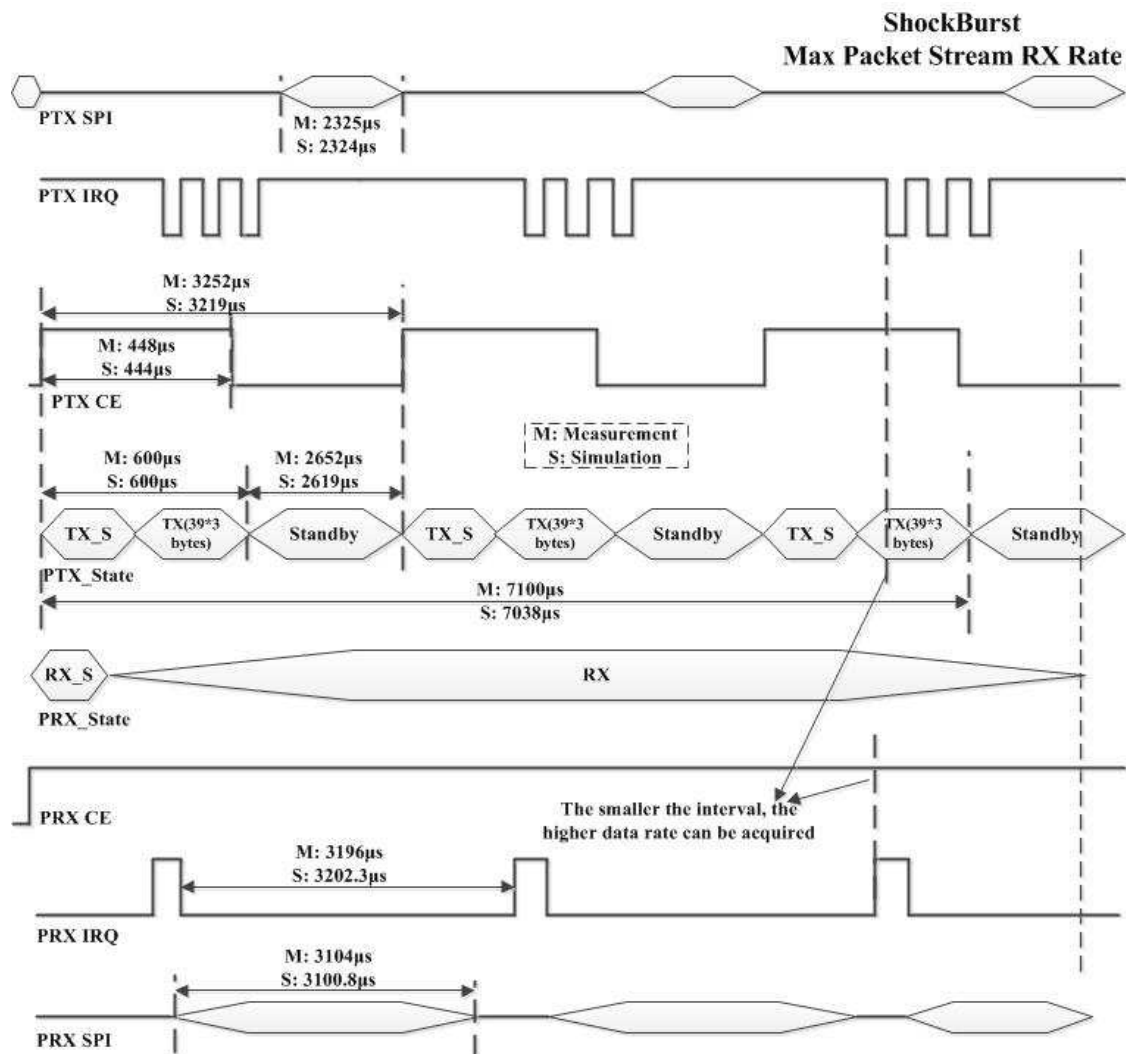 ShockBurst
Max Packet Stream RX Rate
PTX SPI
M: 2325µs
S: 2324µs
PTX IRQ
M: 3252µs
S: 3219µs
M: 448µs
S: 444µs
PTX CE
M: Measurement
S: Simulation
M: 600µs
S: 600µs
M: 2652µs
S: 2619µs
TX_S
TX(39*3
bytes)
Standby
TX_S
TX(39*3
bytes)
Standby
TX_S
TX(39*3
bytes)
Standby
PTX_State
M: 7100µs
S: 7038µs
RX_S
RX
PRX_State
PRX CE
The smaller the interval, the
higher data rate can be acquired
M: 3196µs
S: 3202.3µs
PRX IRQ
M: 3104µs
S: 3100.8µs
PRX SPI